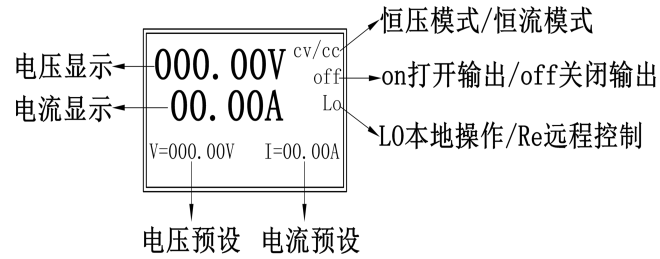 恒压模式/恒流模式
电压显示
000.00V
cv/cc
off
on打开输出/off关闭输出
电流显示
00.00A
Lo
LO本地操作/Re远程控制
V=000.00V
I=00.00A
电压预设
电流预设